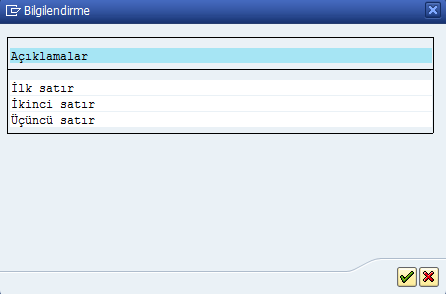 Bilgilendirme
Açıklamalar
İlk satır
İkinci satır
Üçüncü satır